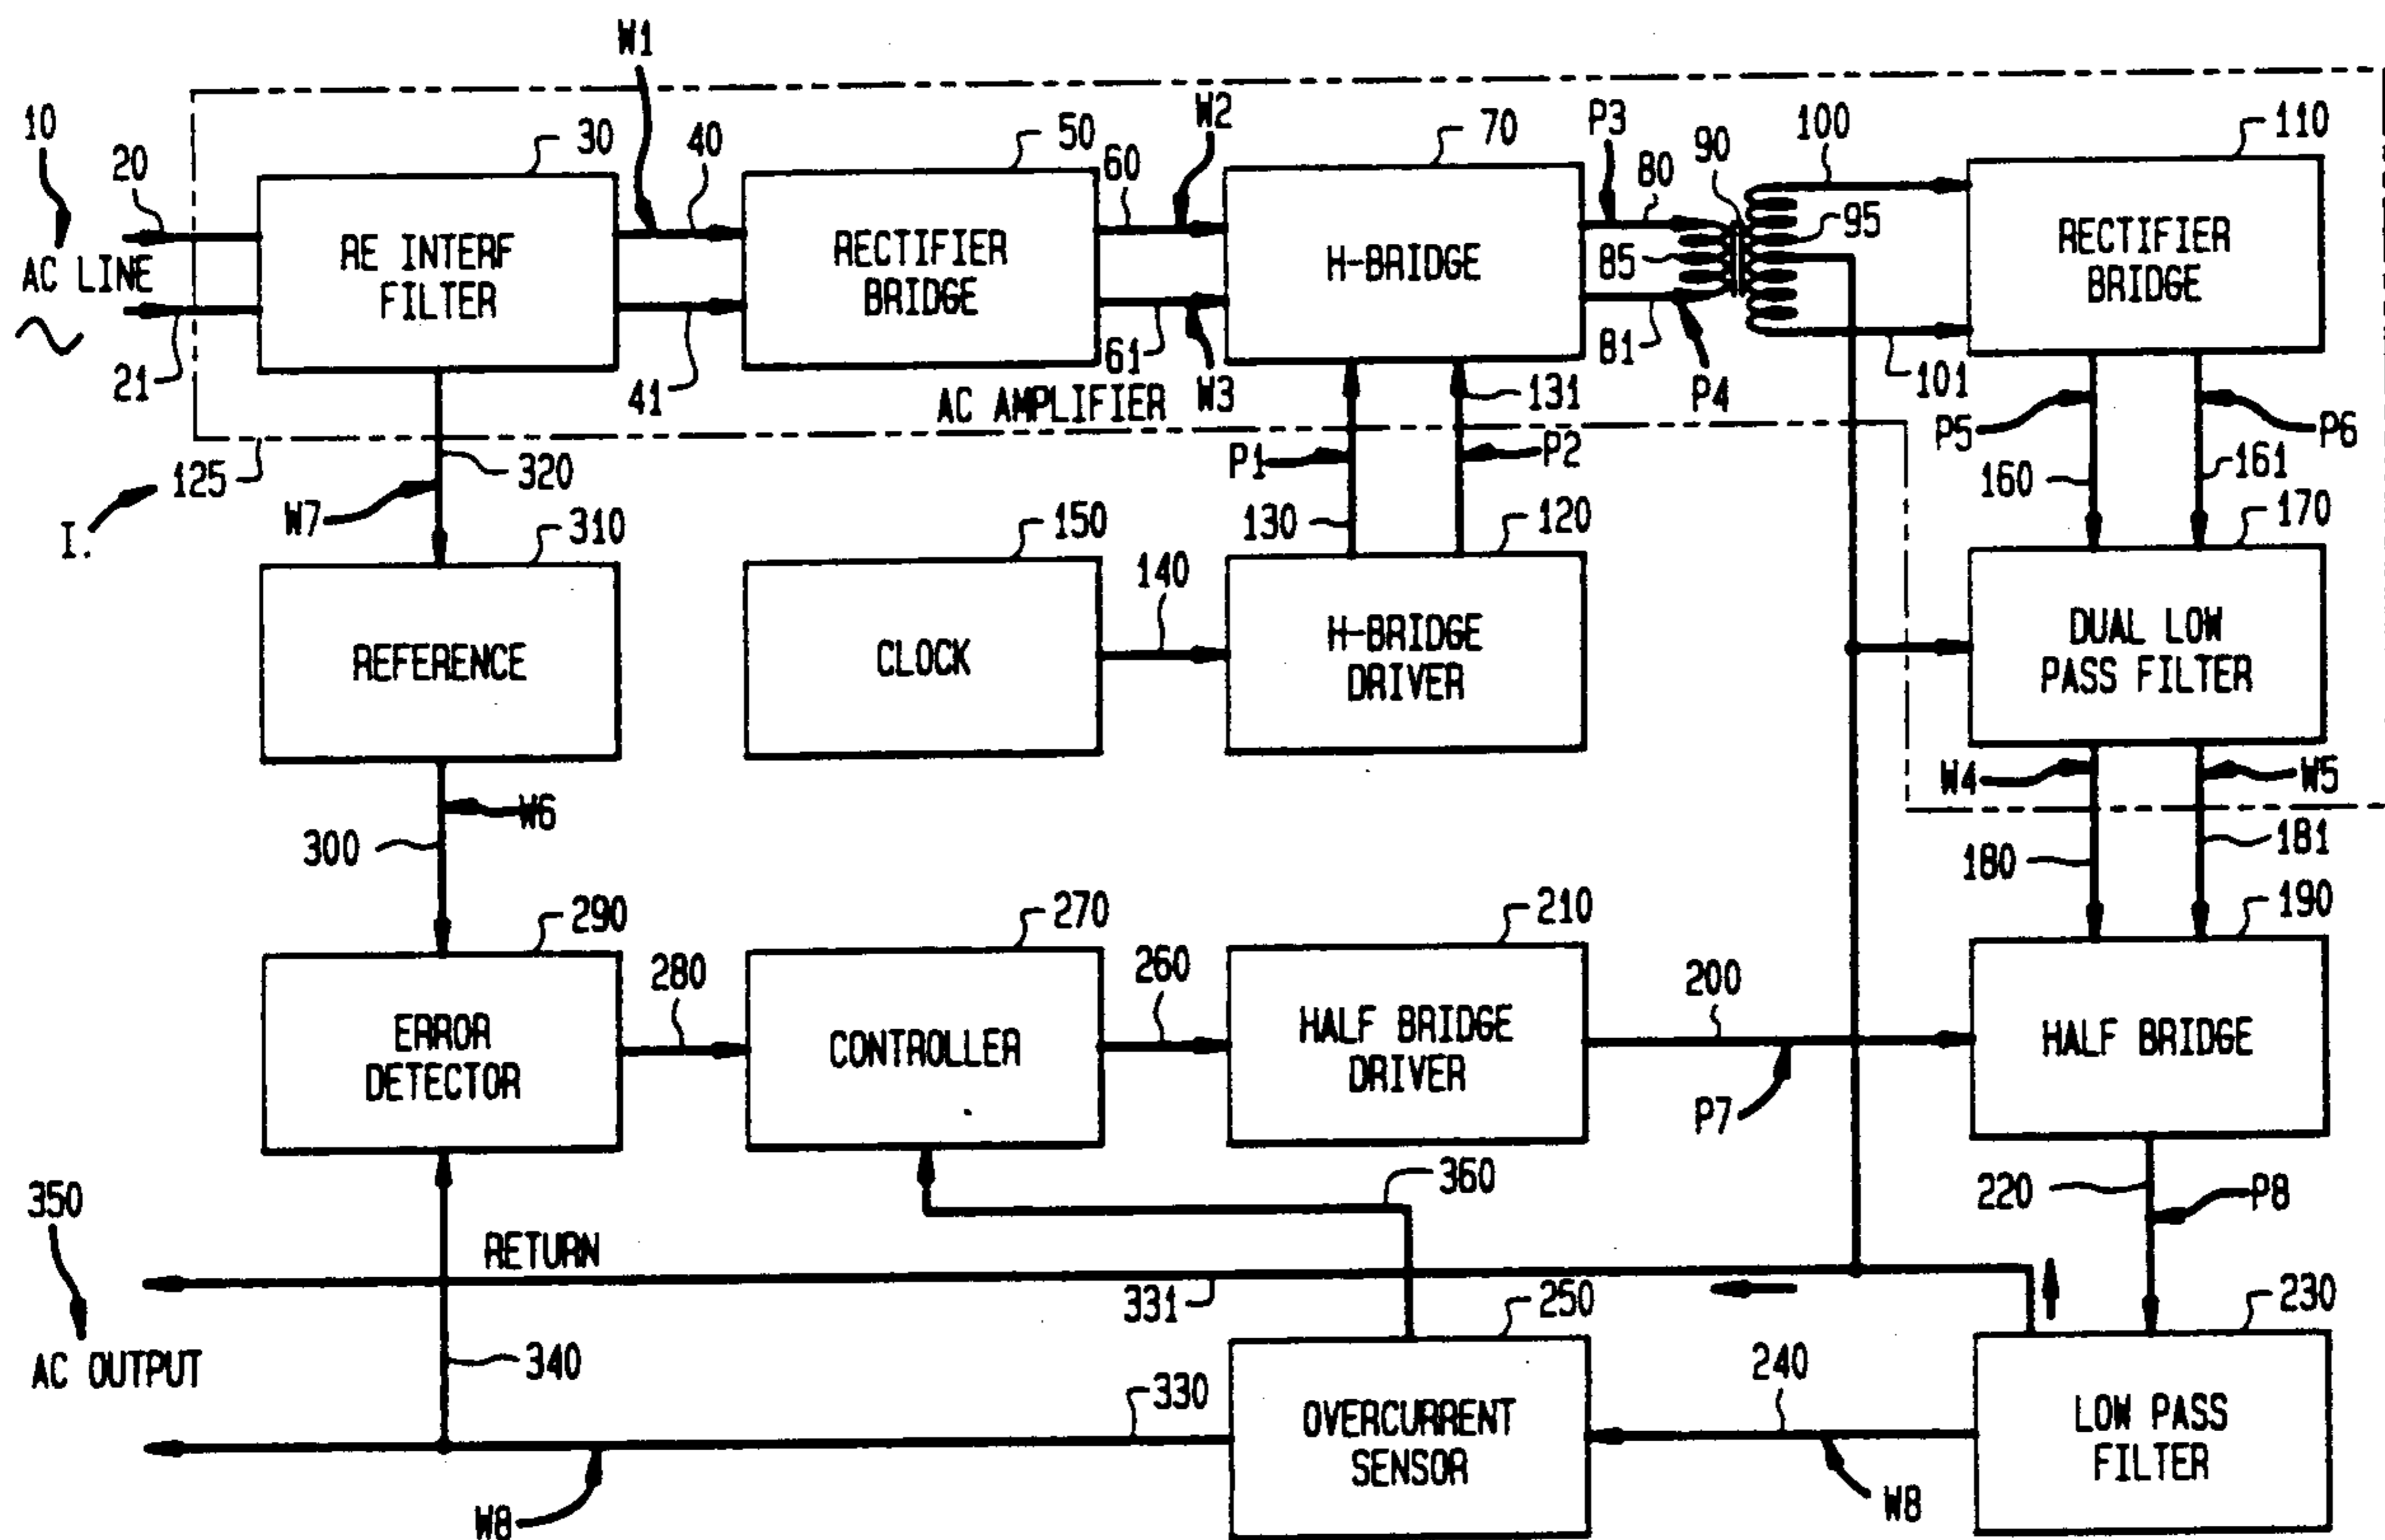 W1
10
20
30
40
50
60
W2
70
P3
80
90
100
110
AC LINE
RE INTERF
FILTER
RECTIFIER
BRIDGE
H-BRIDGE
85
95
RECTIFIER
BRIDGE
21
41
61
W3
81
P4
101
AC AMPLIFIER
131
P5
P6
125
320
P1
P2
160
161
I.
W7
310
150
130
120
170
140
REFERENCE
CLOCK
H-BRIDGE
DRIVER
DUAL LOW
PASS FILTER
W6
W4
W5
300
180
181
290
270
210
190
280
260
200
ERROR
DETECTOR
CONTROLLER
HALF BRIDGE
DRIVER
HALF BRIDGE
P7
350
360
220
P8
RETURN
331
250
230
AC OUTPUT
340
330
240
OVERCURRENT
SENSOR
LOW PASS
FILTER
W8
W8